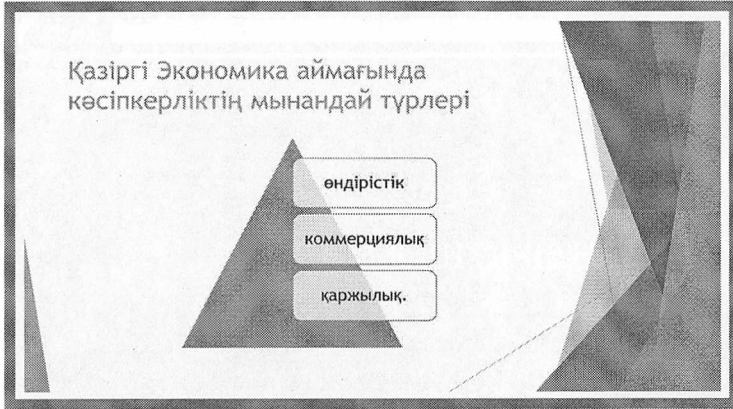 Қазіргі Экономика аймағында
кәсіпкерліктің мынандай түрлері
өндірістік
коммерциялық
қаржылық.